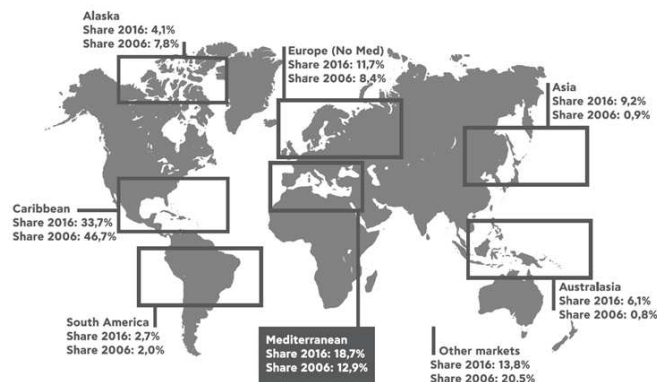 Alaska
Share 2016: 4,1%
Share 2006: 7,8%
Europe (No Med)
Share 2016: 11,7%
Share 2006: 8,4%
Asia
Share 2016: 9,2%
Share 2006: 0,9%
Caribbean
Share 2016: 33,7%
Share 2006: 46,7%
Australasia
Share 2016: 6,1%
Share 2006: 0,8%
South America
Share 2016: 2,7%
Share 2006: 2,0%
Mediterranean
Share 2016: 18,7%
Share 2006: 12,9%
Other markets
Share 2016: 13,8%
Share 2006: 20,5%